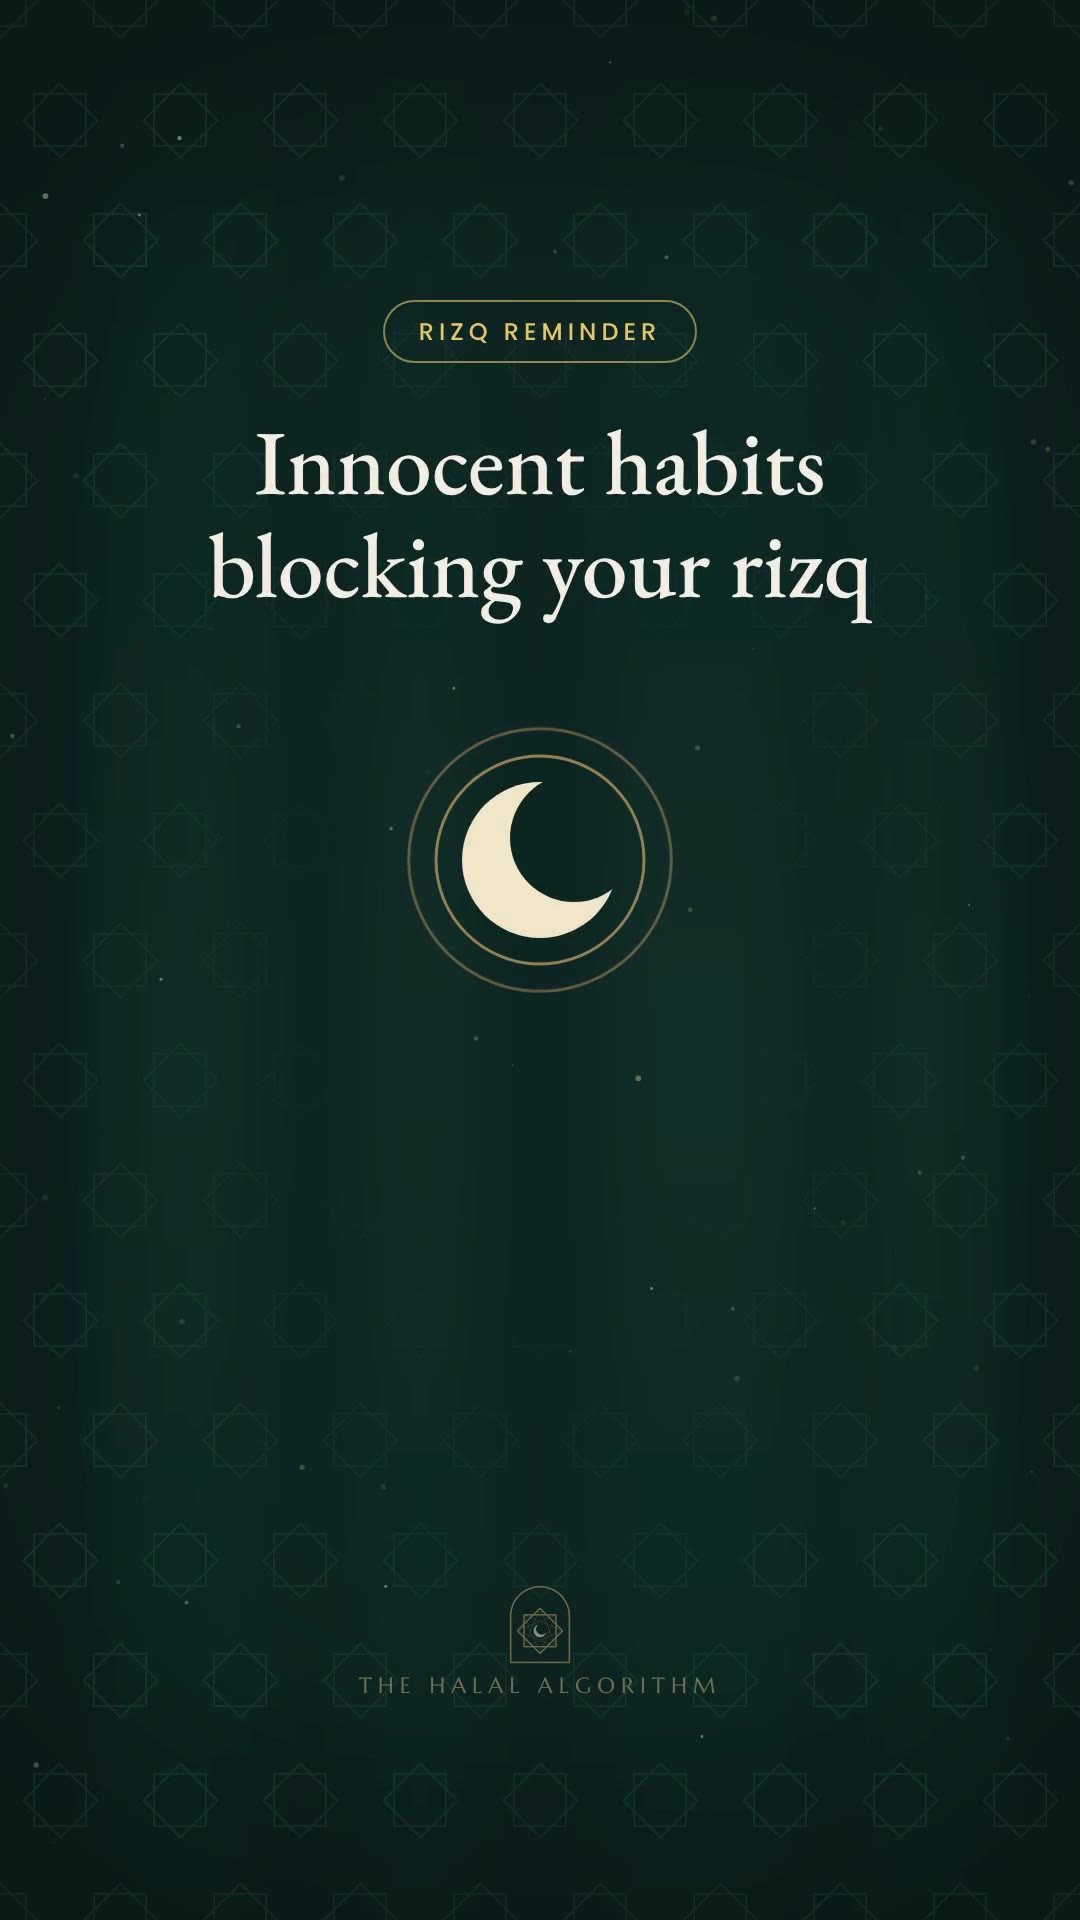 RIZQ REMINDER
Innocent habits
blocking your rizq
THE HALAL ALGORITHM